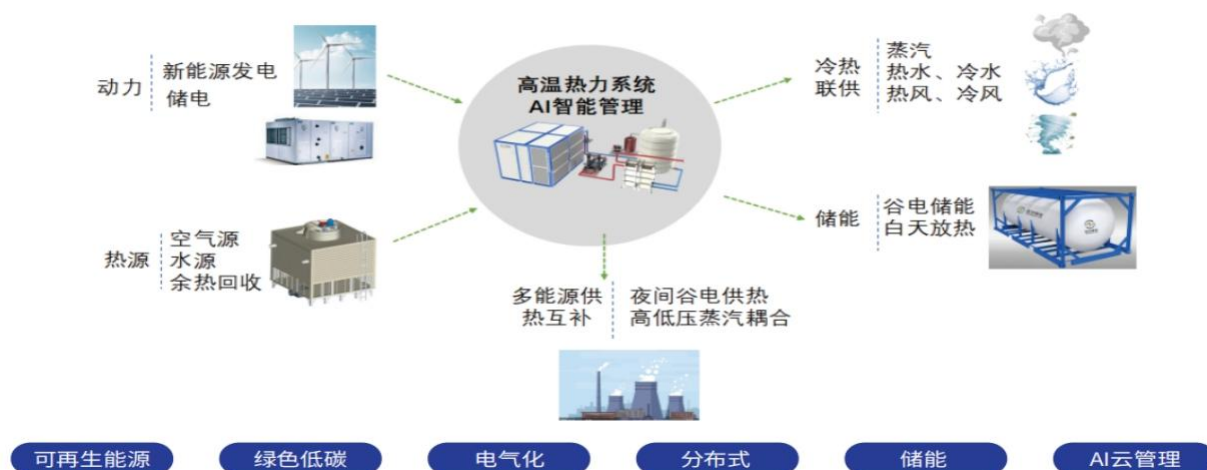 动力
新能源发电
储电
热源
空气源
水源
余热回收
高温热力系统
AI智能管理
冷热
联供
蒸汽
热水、冷水
热风、冷风
储能
谷电储能
白天放热
多能源供
热互补
夜间谷电供热
高低压蒸汽耦合
可再生能源
绿色低碳
电气化
分布式
储能
AI云管理